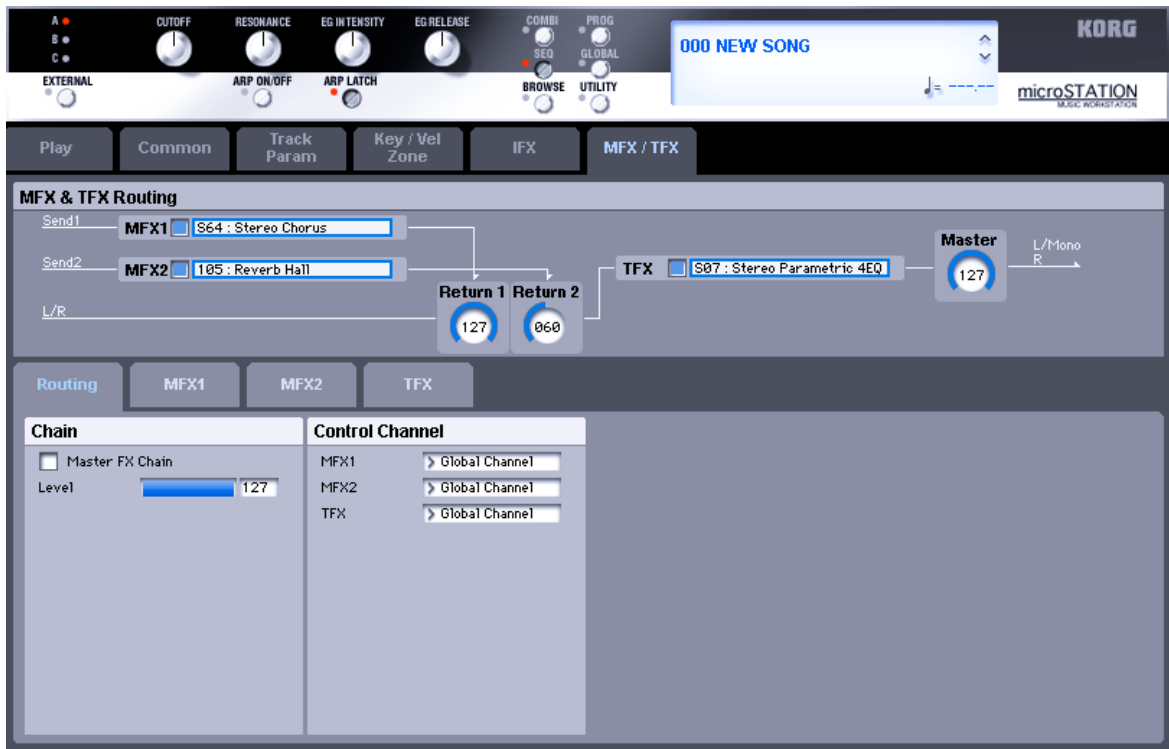 A CUTOFF RESONANCE EG INTENSITY EG RELEASE COMBI PROG KORG
B
C
SEQ GLOBAL
000 NEW SONG
EXTERNAL ARP ON/OFF ARP LATCH BROWSE UTILITY
♩= ---.--
microSTATION
MUSIC WORKSTATION
Play Common Track Param Key / Vel Zone IFX MFX / TFX
MFX & TFX Routing
Send1 MFX1 S64 : Stereo Chorus
Send2 MFX2 105 : Reverb Hall
TFX S07 : Stereo Parametric 4EQ
Master 127
L/Mono
R
L/R
Return 1 Return 2
127 060
Routing MFX1 MFX2 TFX
Chain
Master FX Chain
Level 127
Control Channel
MFX1 > Global Channel
MFX2 > Global Channel
TFX > Global Channel